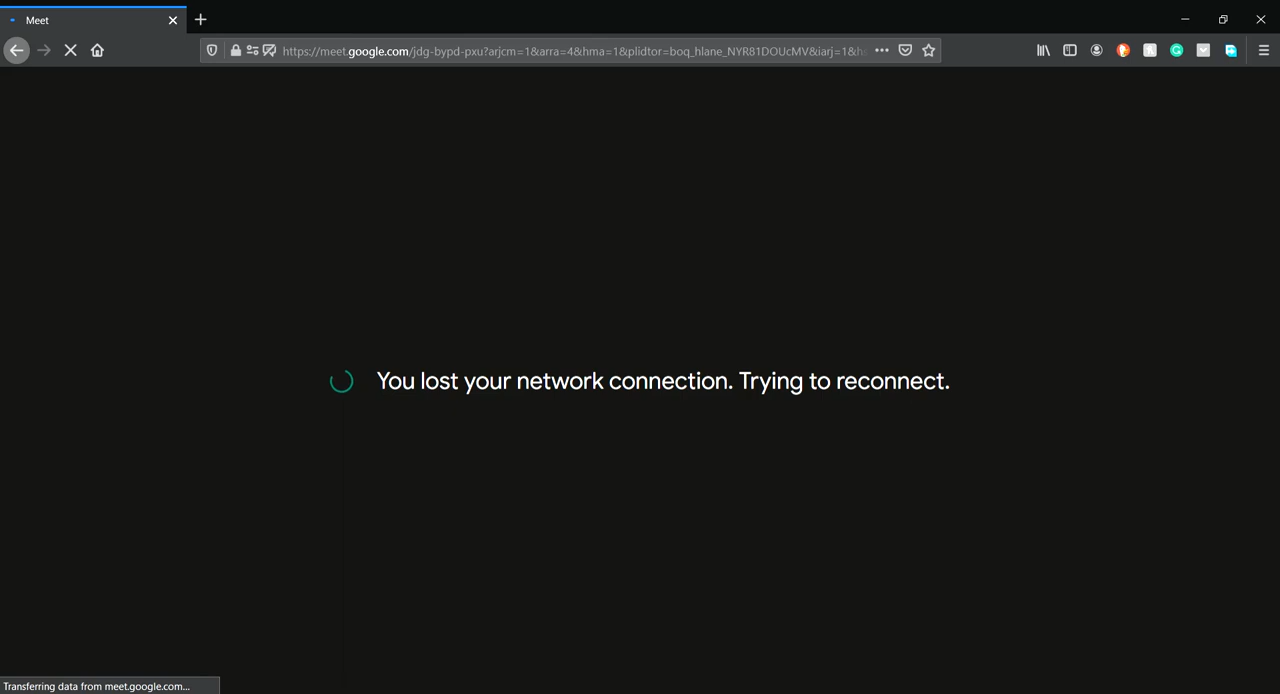 Meet
https://meet.google.com/jdg-bypd-pxu?arjcm=1&arra=4&hma=1&plidtor=boq_hlane_NYR81DOUcMV&iarj=1&h
You lost your network connection. Trying to reconnect.
Transferring data from meet.google.com...